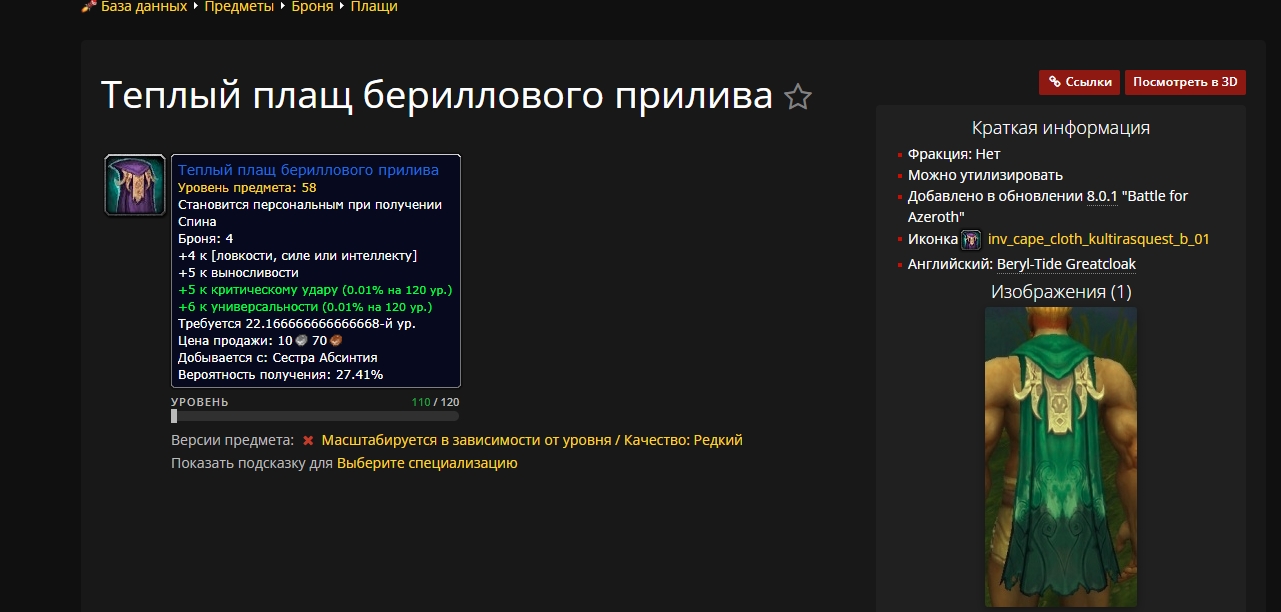 База данных ▸ Предметы ▸ Броня ▸ Плащи
Ссылки
Посмотреть в 3D
Теплый плащ бериллового прилива
Теплый плащ бериллового прилива
Уровень предмета: 58
Становится персональным при получении
Спина
Броня: 4
+4 к [ловкости, силе или интеллекту]
+5 к выносливости
+5 к критическому удару (0.01% на 120 ур.)
+6 к универсальности (0.01% на 120 ур.)
Требуется 22.166666666666668-й ур.
Цена продажи: 10 70
Добывается с: Сестра Абсинтия
Вероятность получения: 27.41%
УРОВЕНЬ 110 / 120
Версии предмета: Масштабируется в зависимости от уровня / Качество: Редкий
Показать подсказку для Выберите специализацию
Краткая информация
Фракция: Нет
Можно утилизировать
Добавлено в обновлении 8.0.1 "Battle for
Azeroth"
Иконка inv_cape_cloth_kultirasquest_b_01
Английский: Beryl-Tide Greatcloak
Изображения (1)